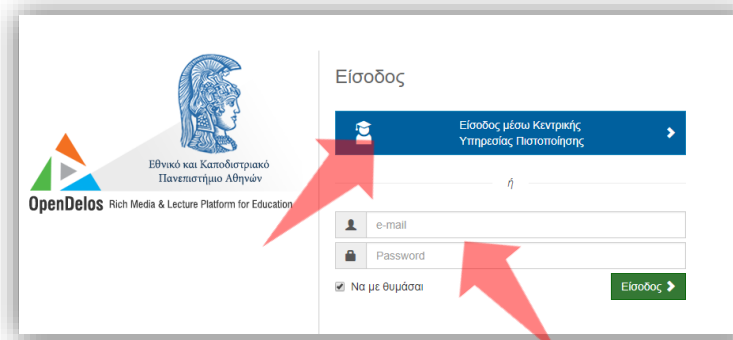 Εθνικό και Καποδιστριακό
Πανεπιστήμιο Αθηνών
OpenDelos Rich Media & Lecture Platform for Education
Είσοδος
Είσοδος μέσω Κεντρικής
Υπηρεσίας Πιστοποίησης
ή
e-mail
Password
Να με θυμάσαι
Είσοδος